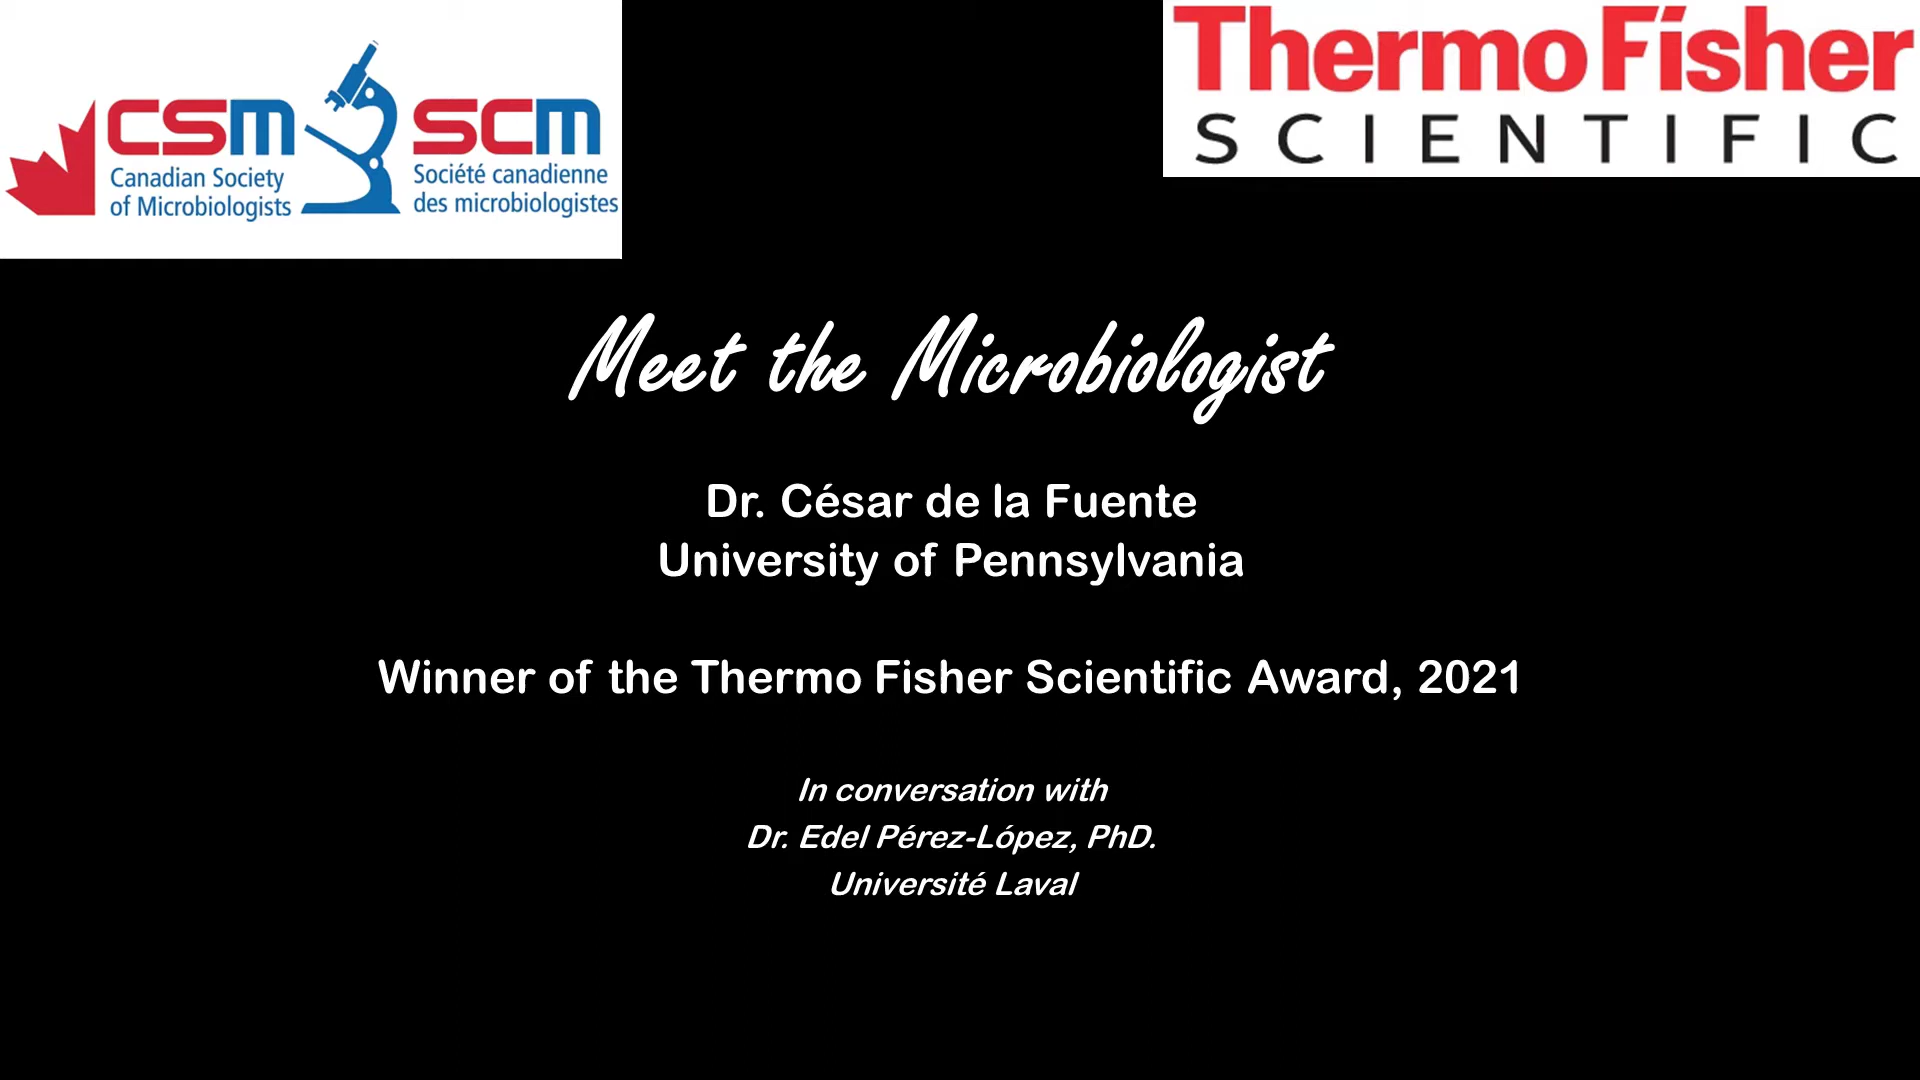 CSM
Canadian Society
of Microbiologists
SCM
Société canadienne
des microbiologistes
ThermoFisher
SCIENTIFIC
Meet the Microbiologist
Dr. César de la Fuente
University of Pennsylvania
Winner of the Thermo Fisher Scientific Award, 2021
In conversation with
Dr. Edel Pérez-López, PhD.
Université Laval